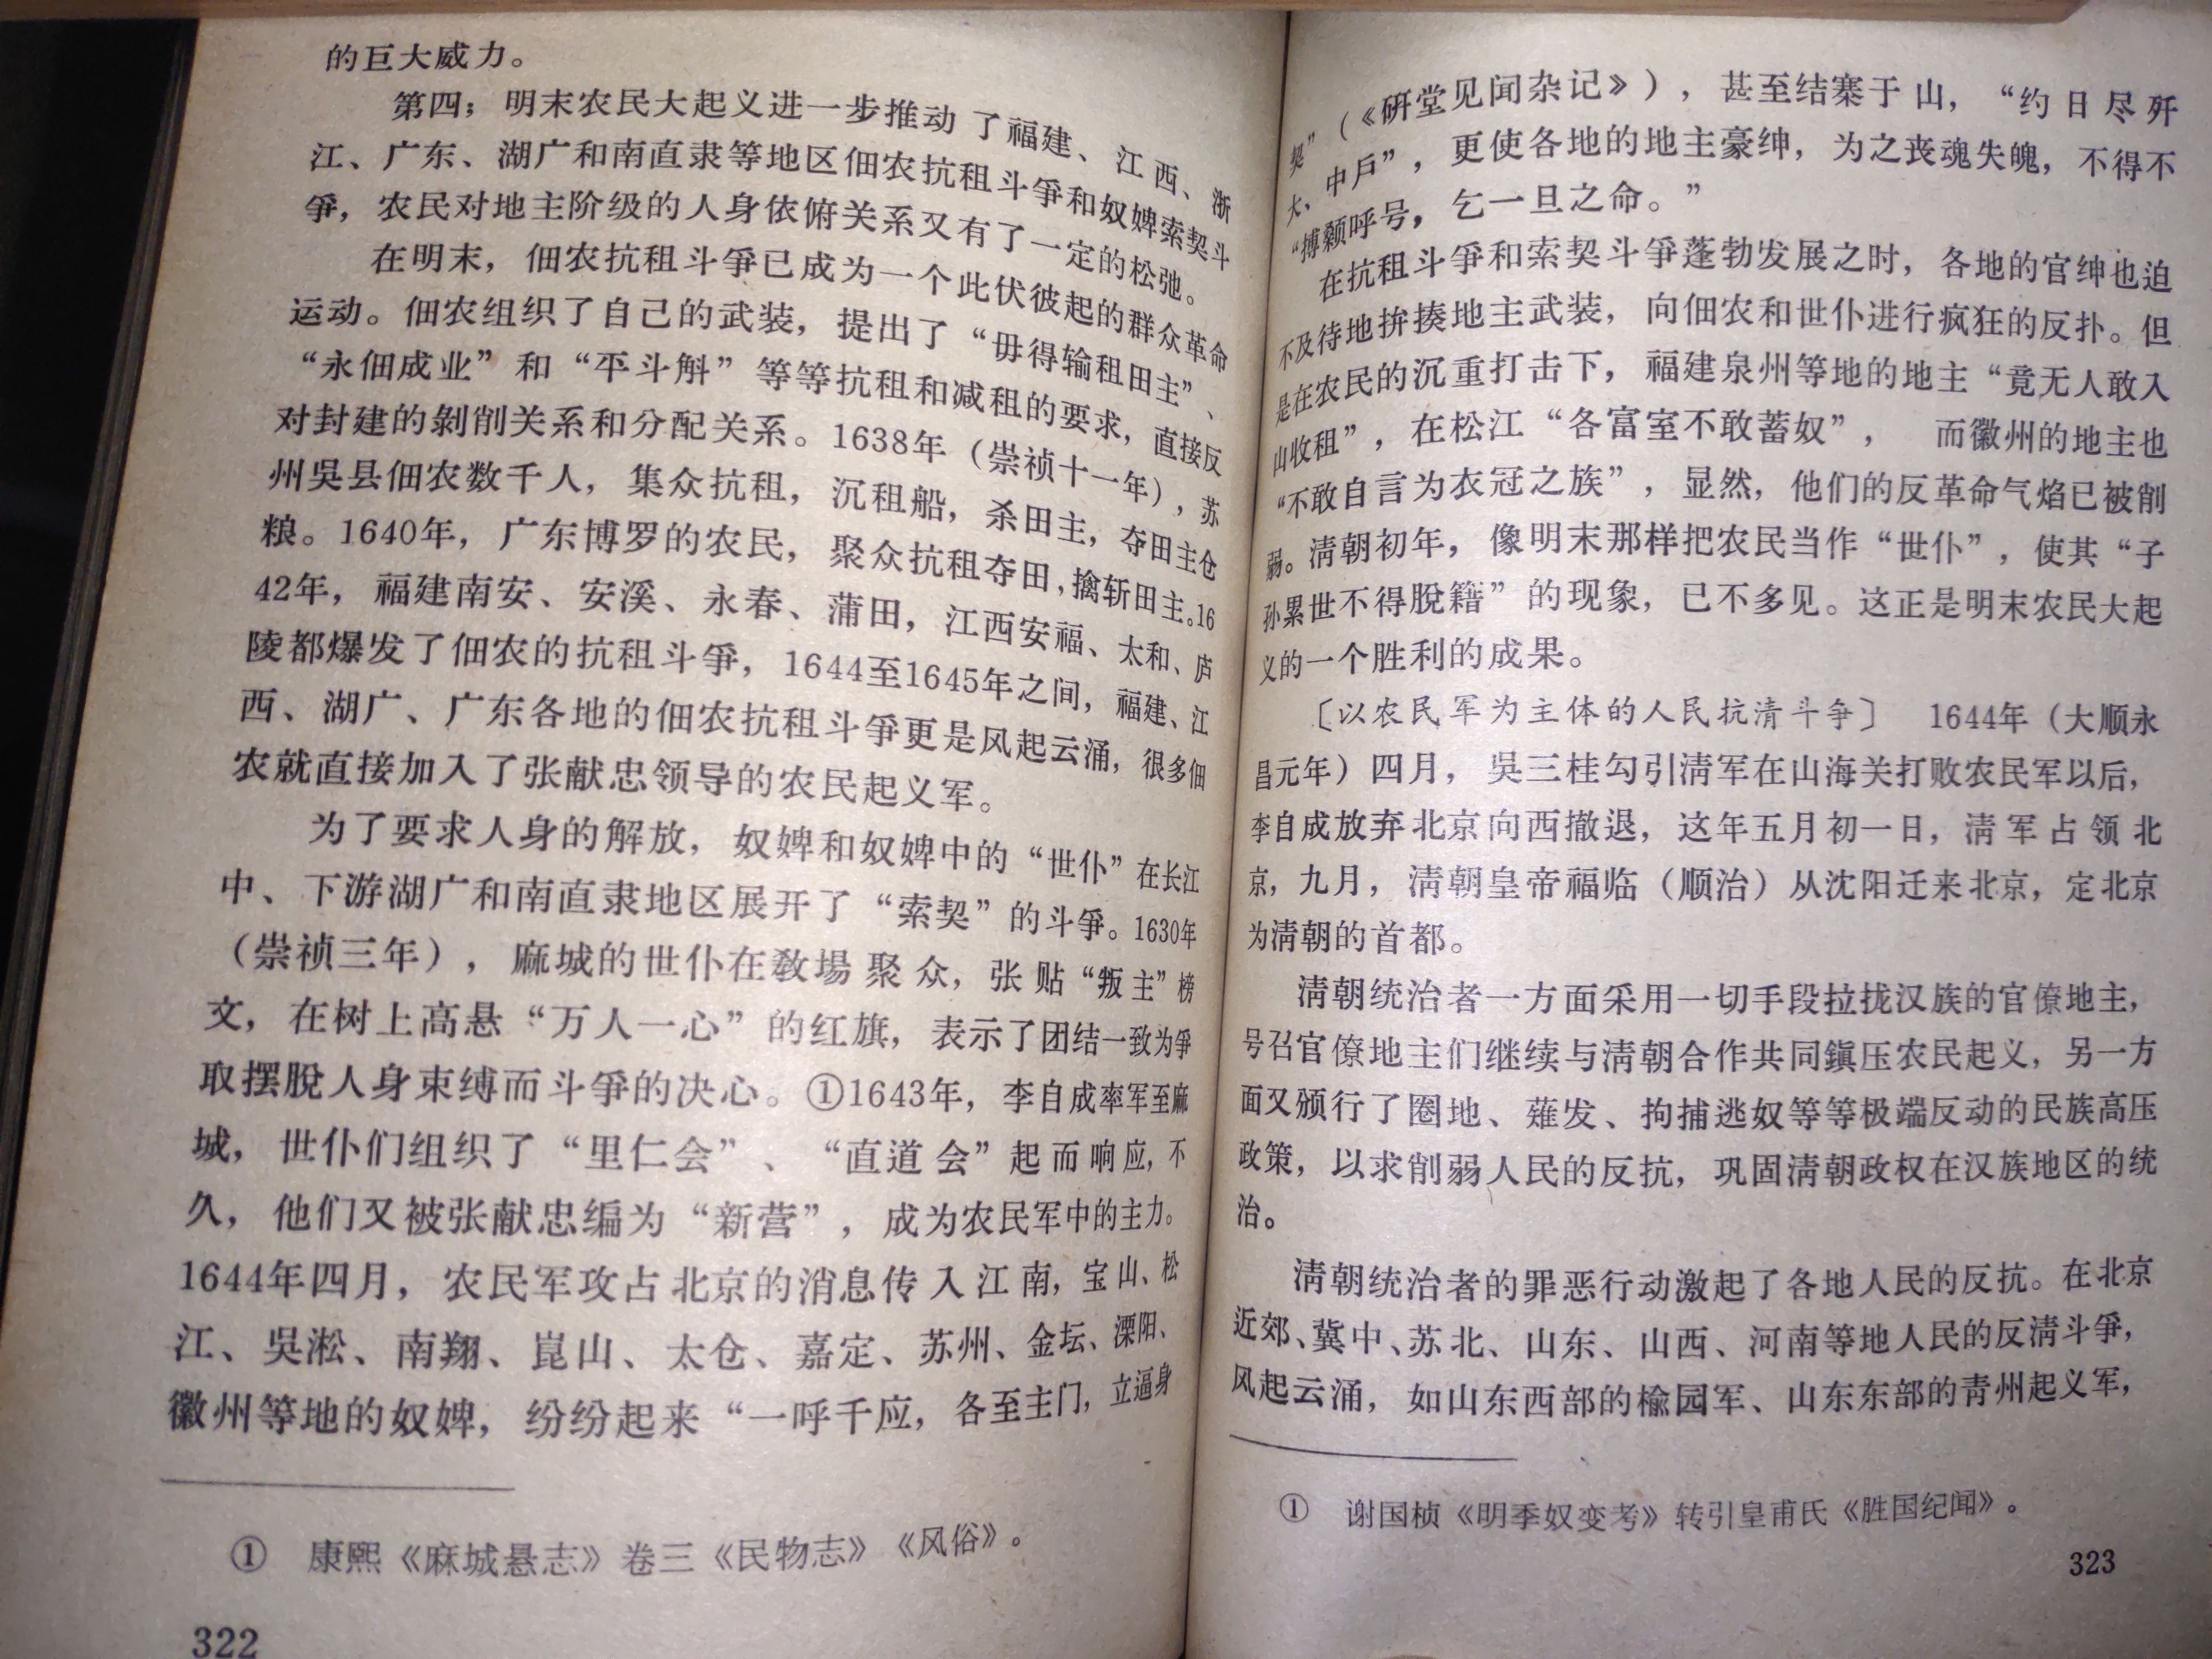 的巨大威力。
第四；明末农民大起义进一步推动了福建、江西、浙
江、广东、湖广和南直隶等地区佃农抗租斗爭和奴婢索契斗
爭，农民对地主阶级的人身依俯关系又有了一定的松弛。
在明末，佃农抗租斗爭已成为一个此伏彼起的群众革命
运动。佃农组织了自己的武装，提出了“毋得输租田主”、
“永佃成业”和“平斗斛”等等抗租和减租的要求，直接反
对封建的剝削关系和分配关系。1638年（崇祯十一年），苏
州吳县佃农数千人，集众抗租，沉租船，杀田主，夺田主仓
粮。1640年，广东博罗的农民，聚众抗租夺田，擒斩田主。16
42年，福建南安、安溪、永春、蒲田，江西安福、太和、庐
陵都爆发了佃农的抗租斗爭，1644至1645年之间，福建、江
西、湖广、广东各地的佃农抗租斗爭更是风起云涌，很多佃
农就直接加入了张献忠领导的农民起义军。
为了要求人身的解放，奴婢和奴婢中的“世仆”在长江
中、下游湖广和南直隶地区展开了“索契”的斗爭。1630年
（崇祯三年），麻城的世仆在敎場聚众，张贴“叛主”榜
文，在树上高悬“万人一心”的红旗，表示了团结一致为爭
取摆脫人身束缚而斗爭的决心。①1643年，李自成率军至麻
城，世仆们组织了“里仁会”、“直道会”起而响应，不
久，他们又被张献忠编为“新营”，成为农民军中的主力。
1644年四月，农民军攻占北京的消息传入江南，宝山、松
江、吳淞、南翔、崑山、太仓、嘉定、苏州、金坛、溧阳、
徽州等地的奴婢，纷纷起来“一呼千应，各至主门，立逼身
① 康熙《麻城县志》卷三《民物志》《风俗》。
322
契”（《硏堂见闻杂记》），甚至结寨于山，“约日尽歼
大、中戶”，更使各地的地主豪绅，为之丧魂失魄，不得不
“搏颡呼号，乞一旦之命。”
在抗租斗爭和索契斗爭蓬勃发展之时，各地的官绅也迫
不及待地拚揍地主武装，向佃农和世仆进行疯狂的反扑。但
是在农民的沉重打击下，福建泉州等地的地主“竟无人敢入
山收租”，在松江“各富室不敢蓄奴”，而徽州的地主也
“不敢自言为衣冠之族”，显然，他们的反革命气焰已被削
弱。淸朝初年，像明末那样把农民当作“世仆”，使其“子
孙累世不得脫籍”的现象，已不多见。这正是明末农民大起
义的一个胜利的成果。
〔以农民军为主体的人民抗清斗争〕 1644年（大顺永
昌元年）四月，吳三桂勾引淸军在山海关打败农民军以后，
李自成放弃北京向西撤退，这年五月初一日，淸军占领北
京，九月，淸朝皇帝福临（顺治）从沈阳迁来北京，定北京
为淸朝的首都。
淸朝统治者一方面采用一切手段拉拢汉族的官僚地主，
号召官僚地主们继续与淸朝合作共同鎭压农民起义，另一方
面又颁行了圈地、薙发、拘捕逃奴等等极端反动的民族高压
政策，以求削弱人民的反抗，巩固淸朝政权在汉族地区的统
治。
淸朝统治者的罪恶行动激起了各地人民的反抗。在北京
近郊、冀中、苏北、山东、山西、河南等地人民的反淸斗爭，
风起云涌，如山东西部的榆园军、山东东部的靑州起义军，
① 谢国桢《明季奴变考》转引皇甫氏《胜国纪闻》。
323